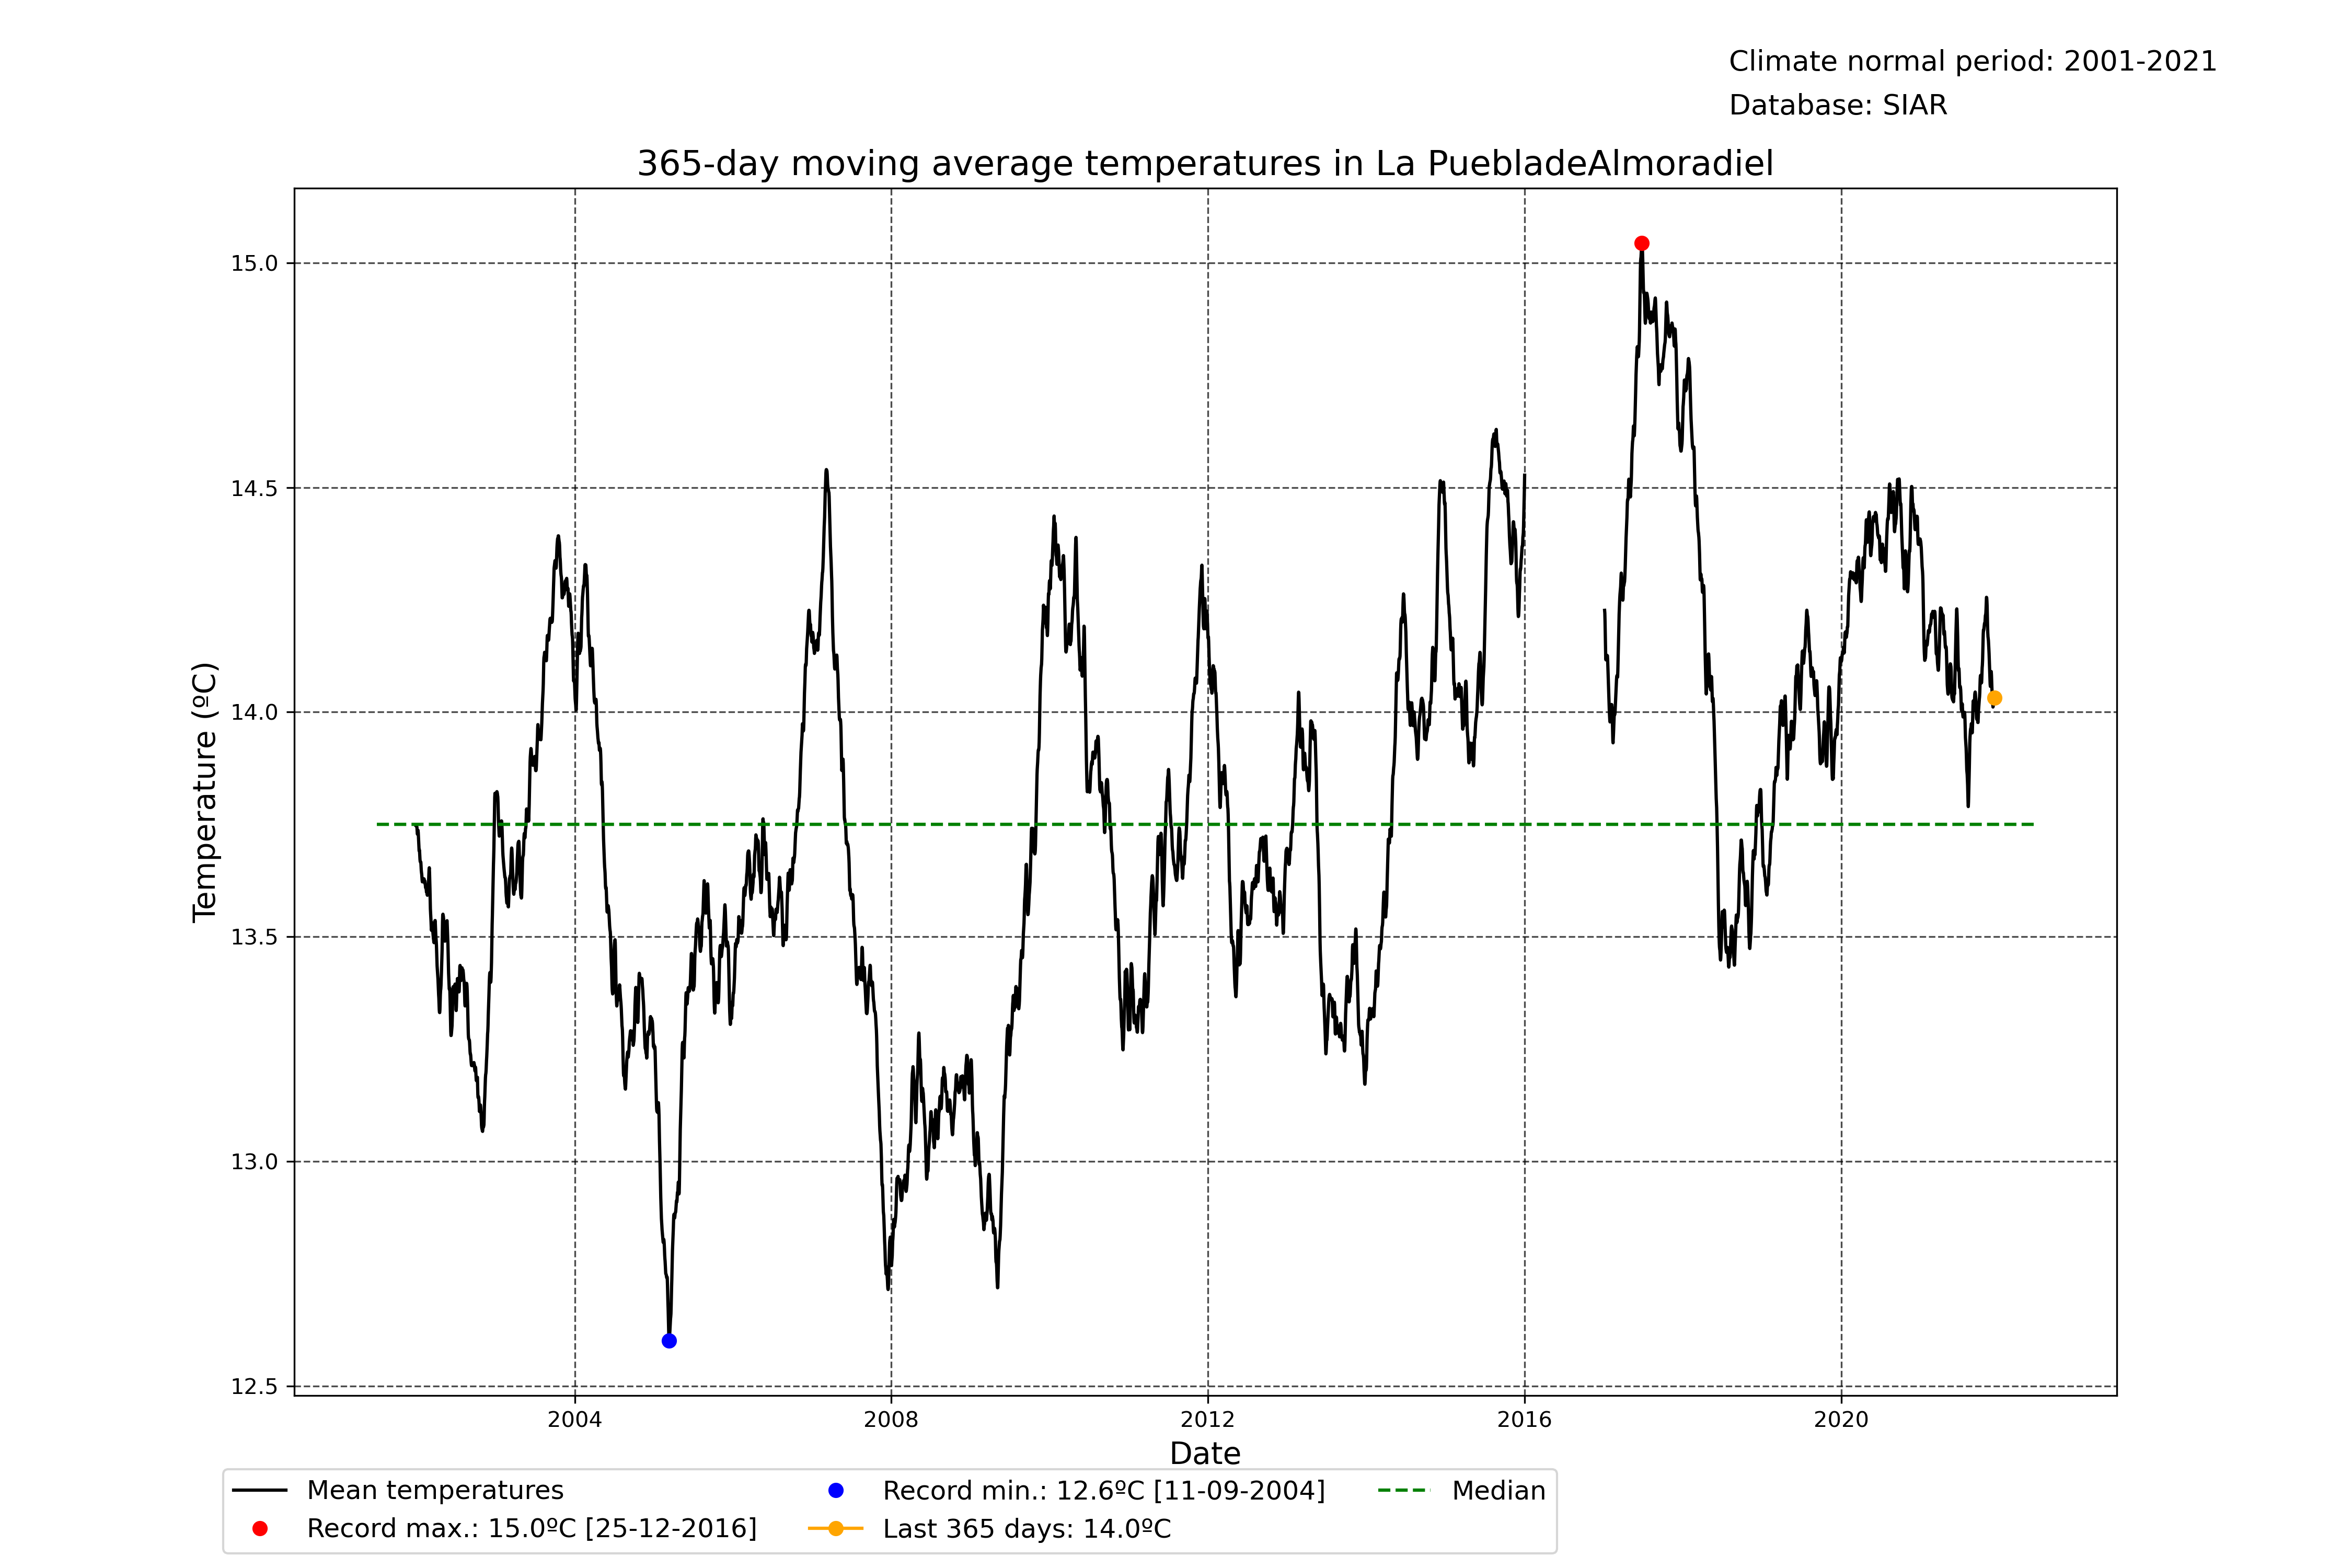 Climate normal period: 2001-2021
Database: SIAR
365-day moving average temperatures in La PuebladeAlmoradiel
15.0
14.5
14.0
13.5
13.0
12.5
Temperature (ºC)
2004 2008 2012 2016 2020
Date
Mean temperatures
Record max.: 15.0ºC [25-12-2016]
Record min.: 12.6ºC [11-09-2004]
Last 365 days: 14.0ºC
Median